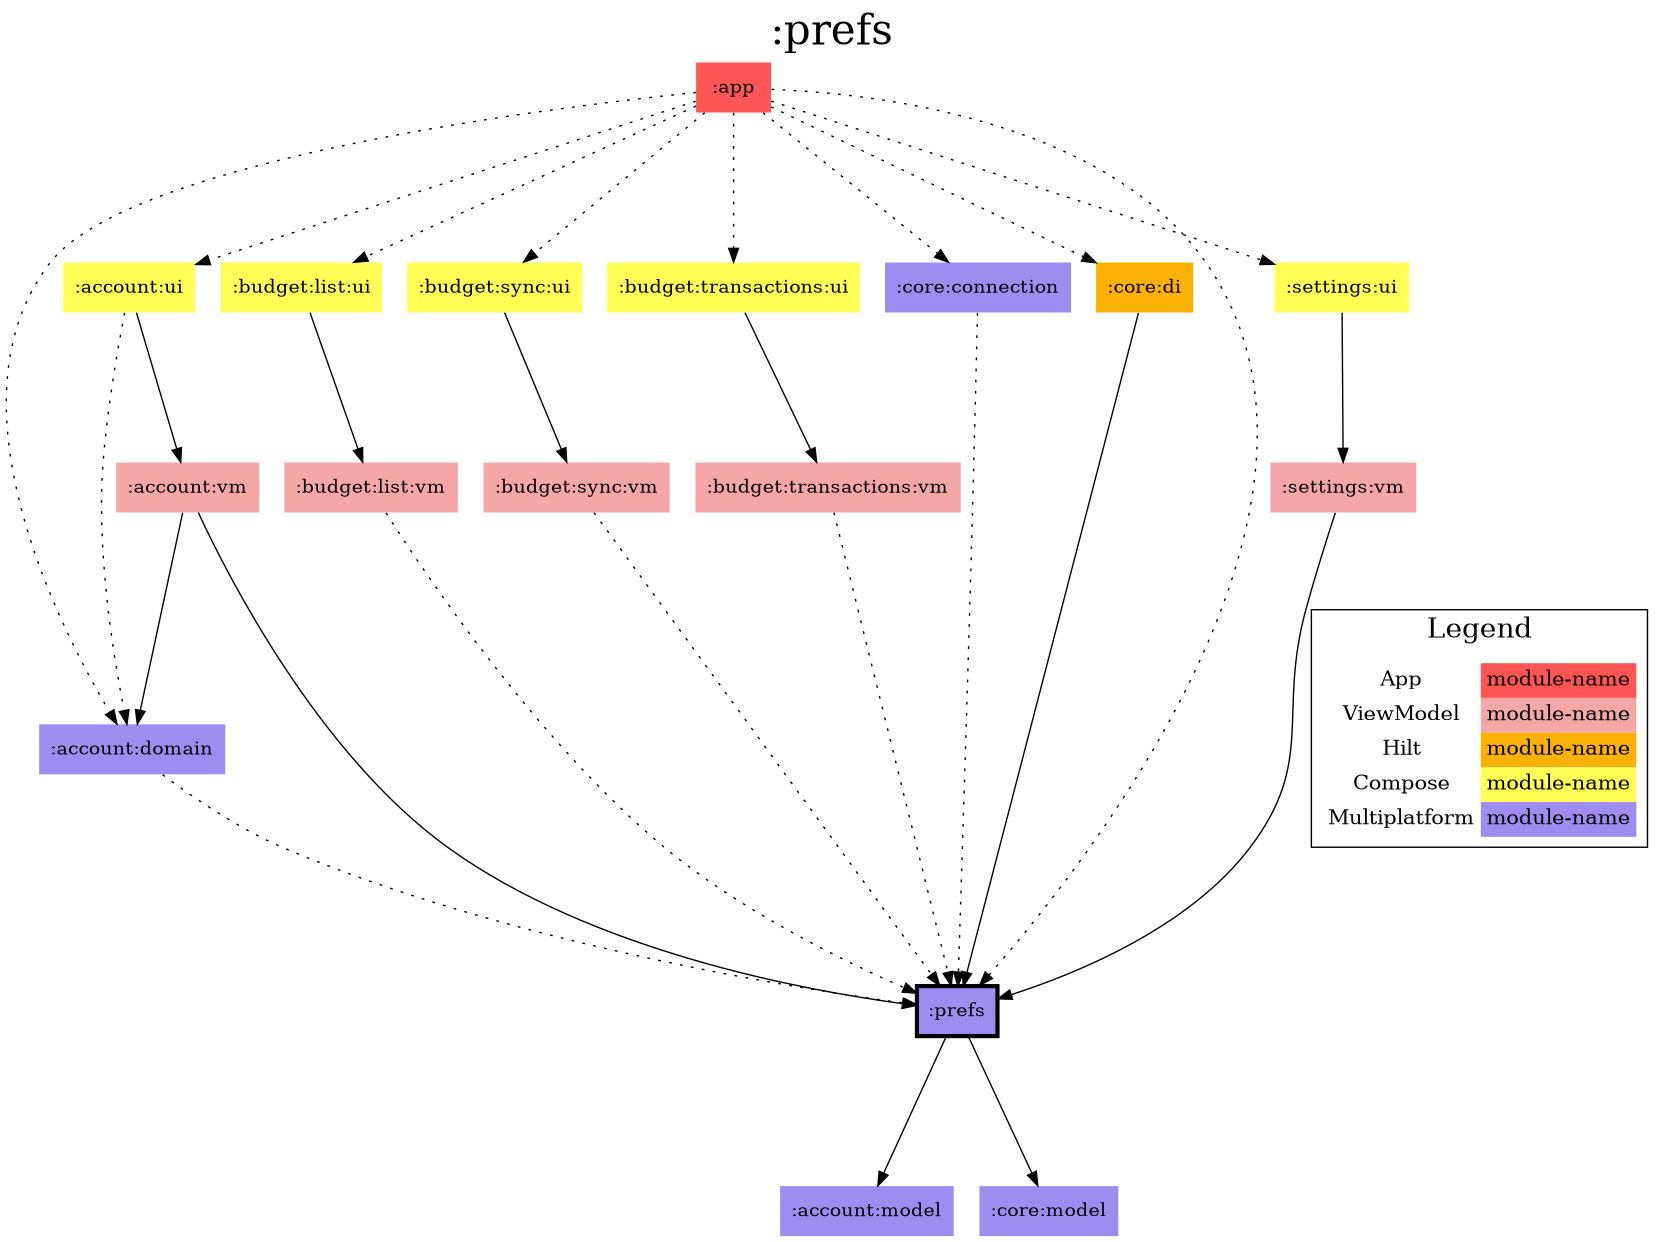 :prefs
:app
:account:ui
:budget:list:ui
:budget:sync:ui
:budget:transactions:ui
:core:connection
:core:di
:settings:ui
:account:vm
:budget:list:vm
:budget:sync:vm
:budget:transactions:vm
:settings:vm
Legend
App module-name
ViewModel module-name
Hilt module-name
Compose module-name
Multiplatform module-name
:account:domain
:prefs
:account:model
:core:model